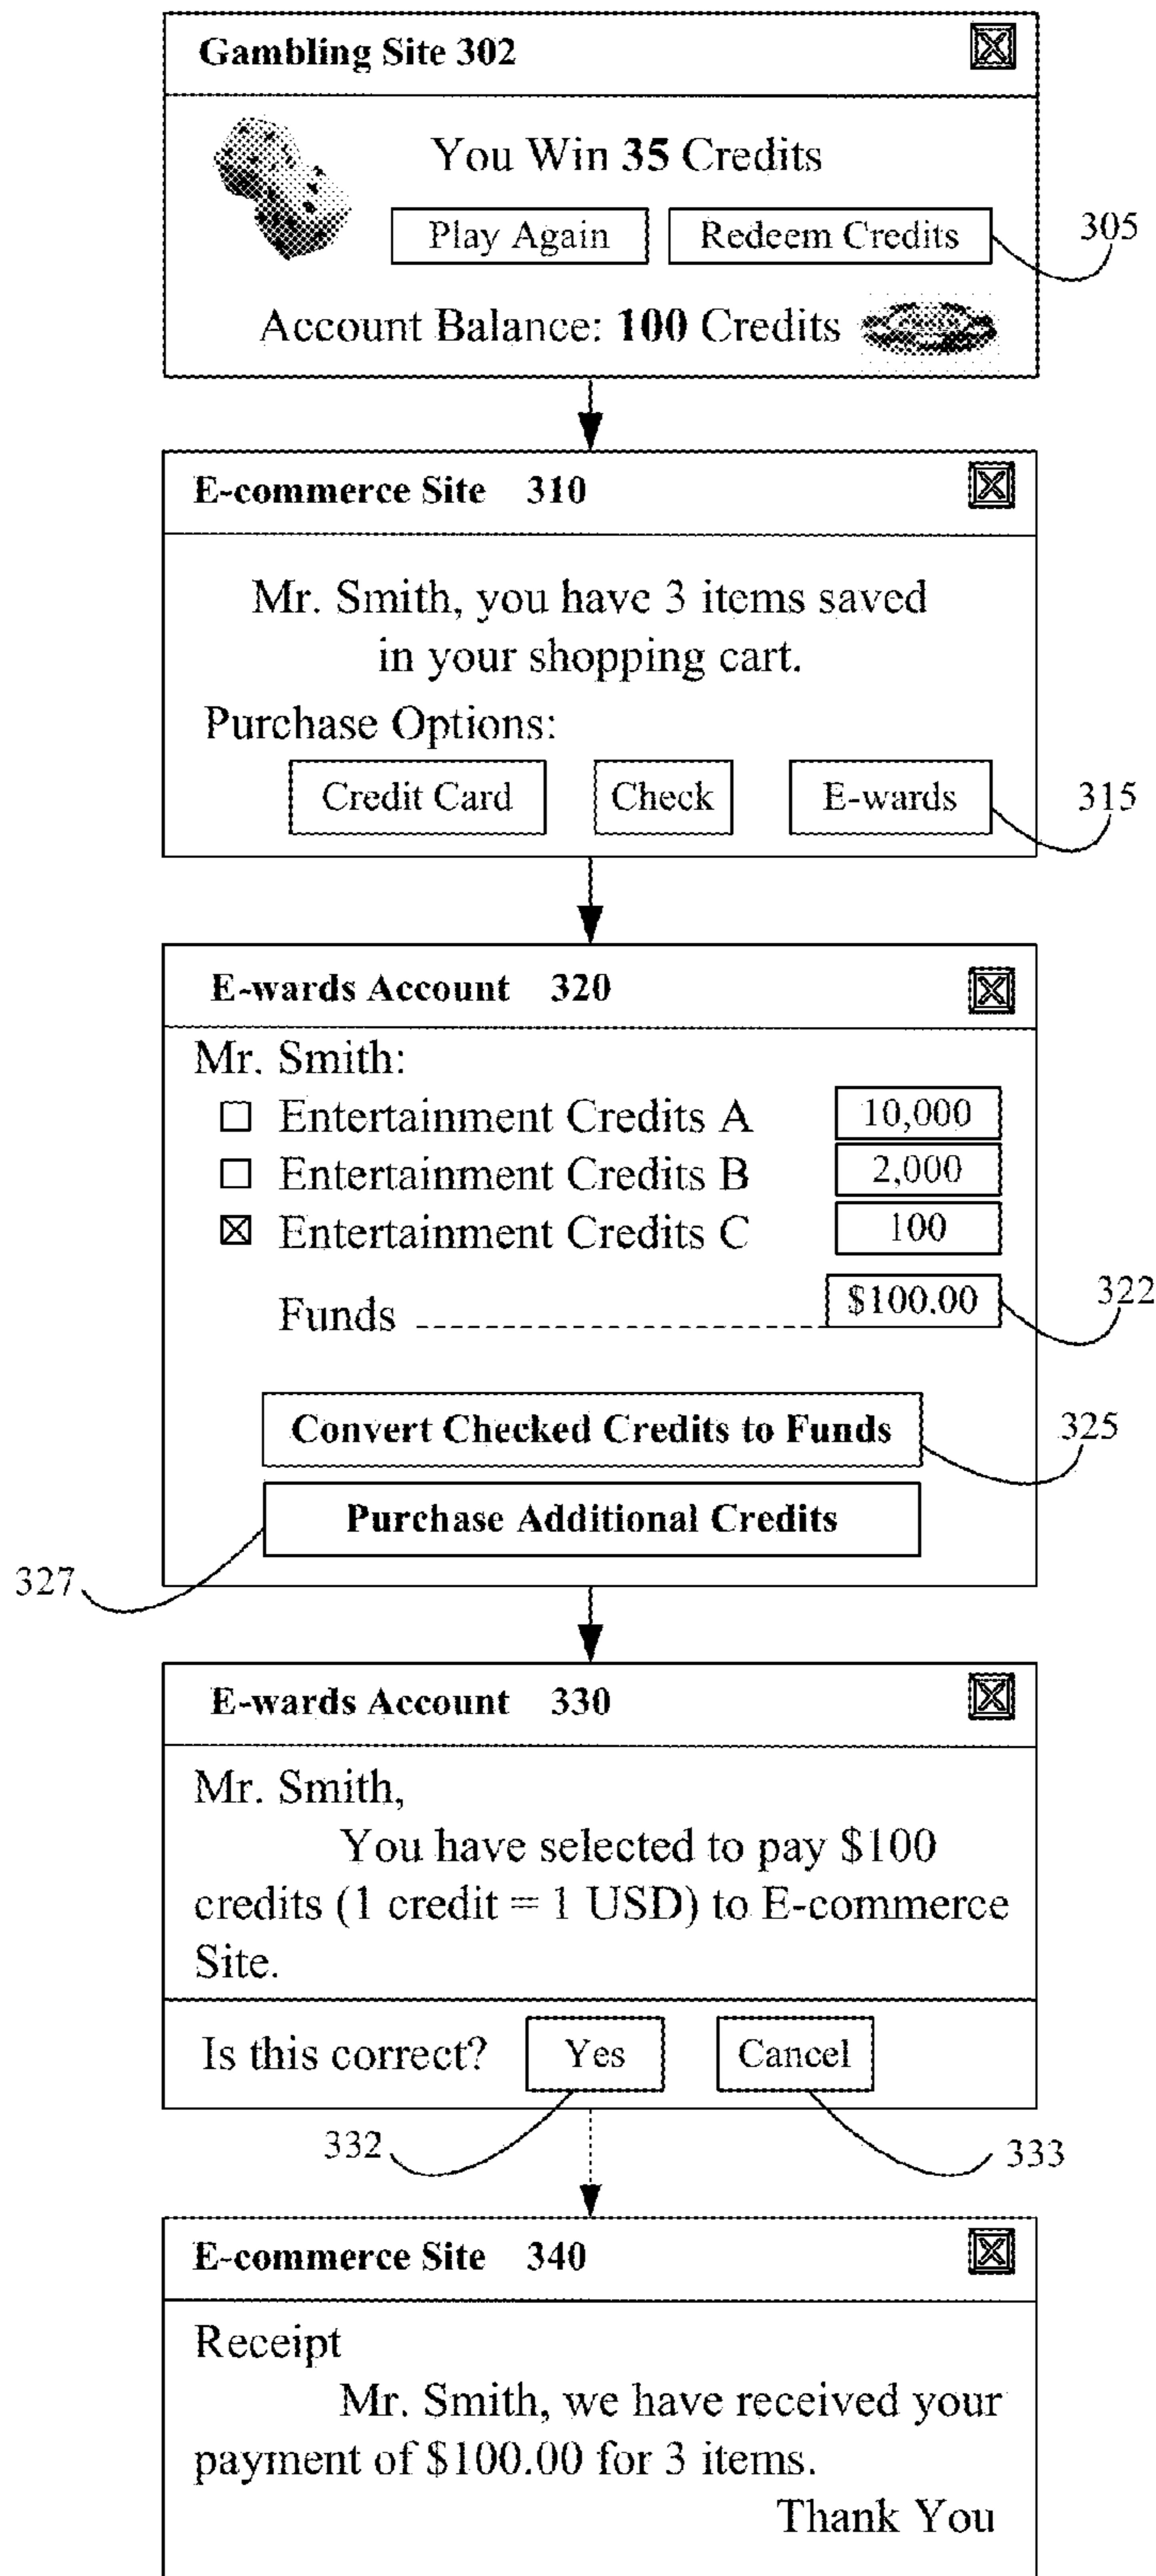 Gambling Site 302
You Win 35 Credits
Play Again
Redeem Credits
305
Account Balance: 100 Credits
E-commerce Site 310
Mr. Smith, you have 3 items saved
in your shopping cart.
Purchase Options:
Credit Card
Check
E-wards
315
E-wards Account 320
Mr. Smith:
Entertainment Credits A 10,000
Entertainment Credits B 2,000
Entertainment Credits C 100
Funds $100.00
322
Convert Checked Credits to Funds
325
Purchase Additional Credits
327
E-wards Account 330
Mr. Smith,
You have selected to pay $100
credits (1 credit = 1 USD) to E-commerce
Site.
Is this correct?
Yes
Cancel
332
333
E-commerce Site 340
Receipt
Mr. Smith, we have received your
payment of $100.00 for 3 items.
Thank You